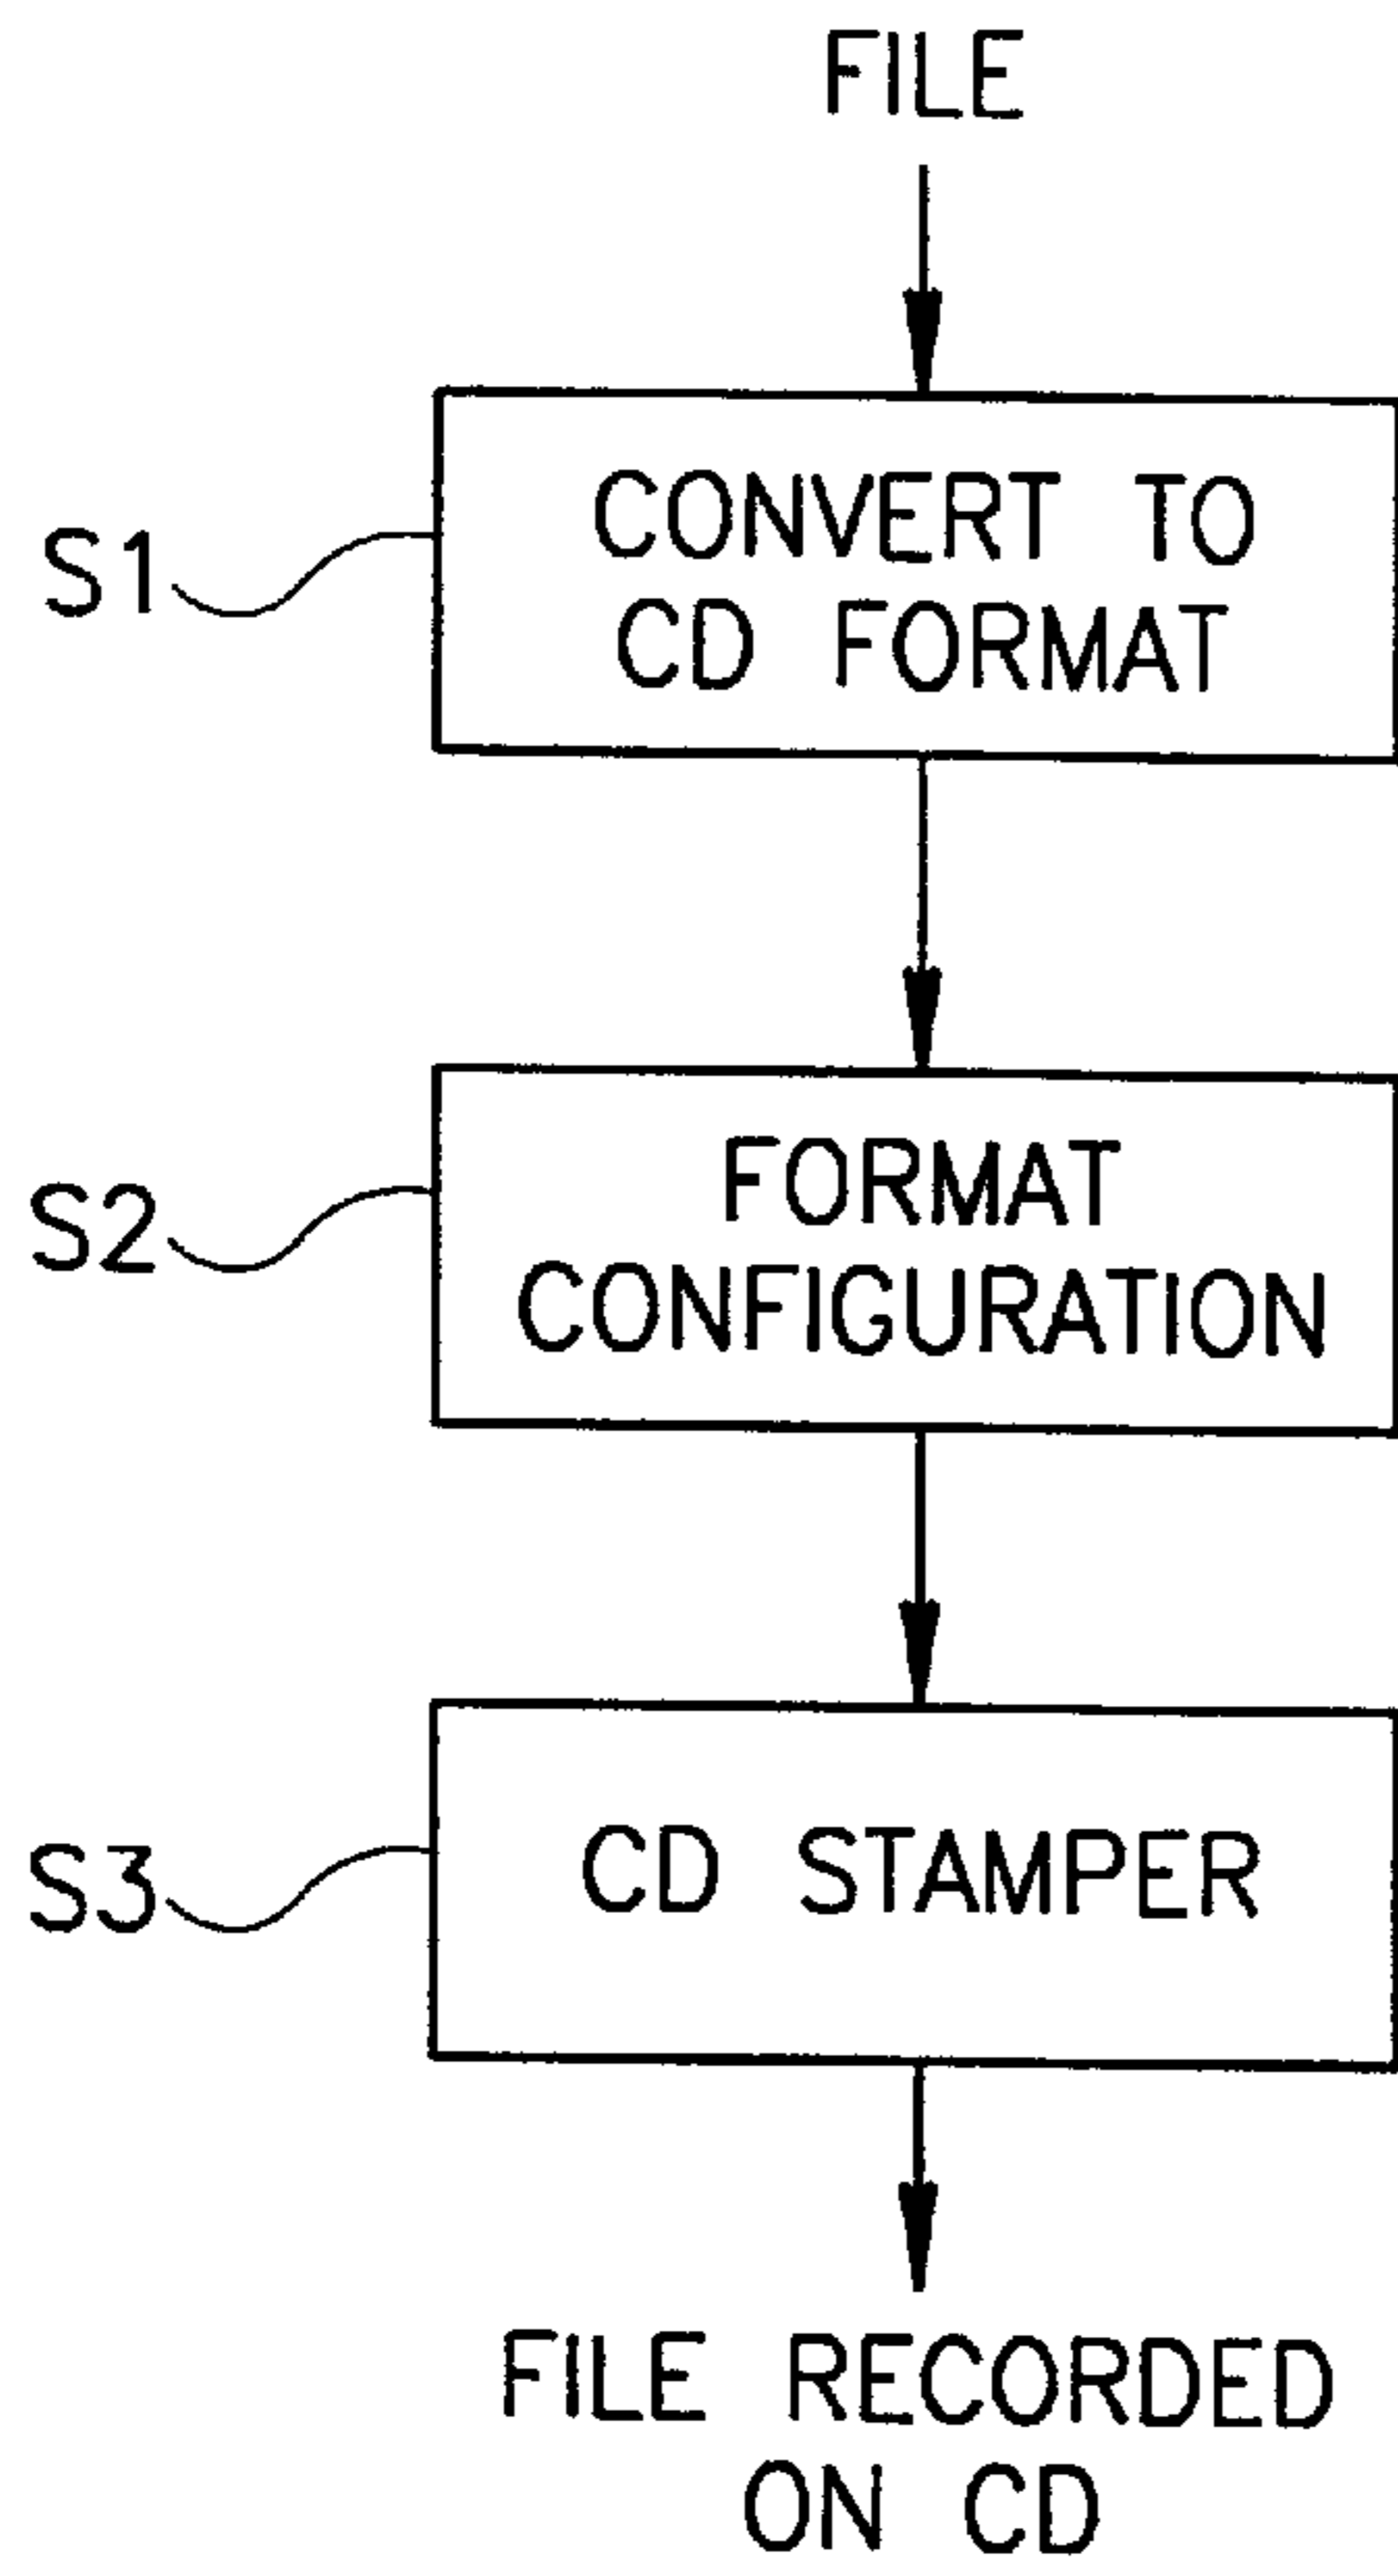 FILE
S1
CONVERT TO
CD FORMAT
S2
FORMAT
CONFIGURATION
S3
CD STAMPER
FILE RECORDED
ON CD